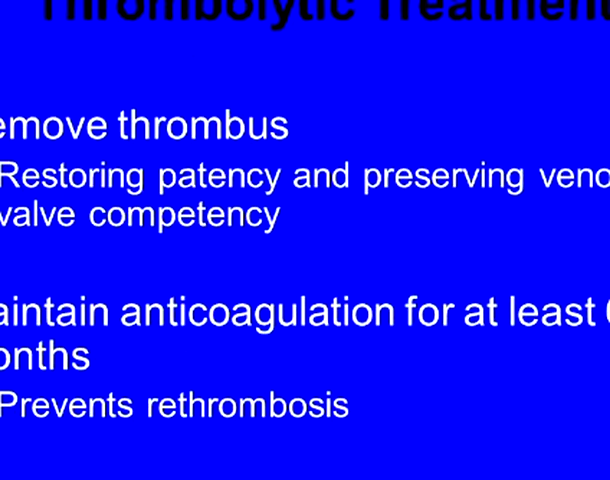 Thrombolytic Treatment
emove thrombus
Restoring patency and preserving veno
valve competency
aintain anticoagulation for at least
onths
Prevents rethrombosis